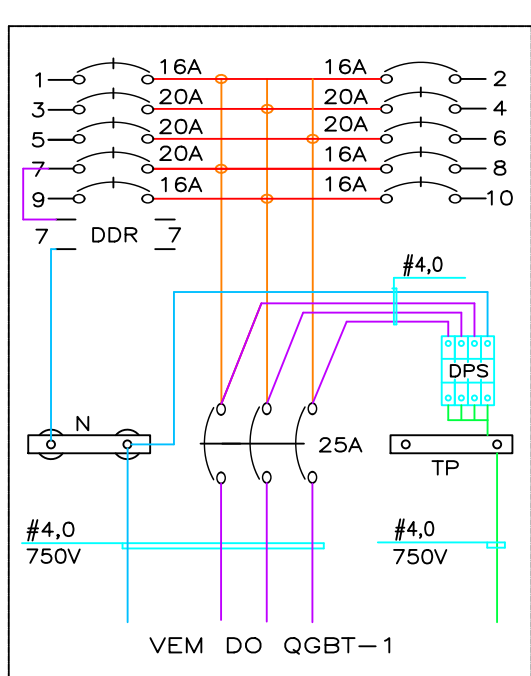 1 16A 16A 2
3 20A 20A 4
5 20A 20A 6
7 20A 16A 8
9 16A 16A 10
7 DDR 7
#4,0
DPS
N
25A
TP
#4,0
750V
#4,0
750V
VEM DO QGBT-1